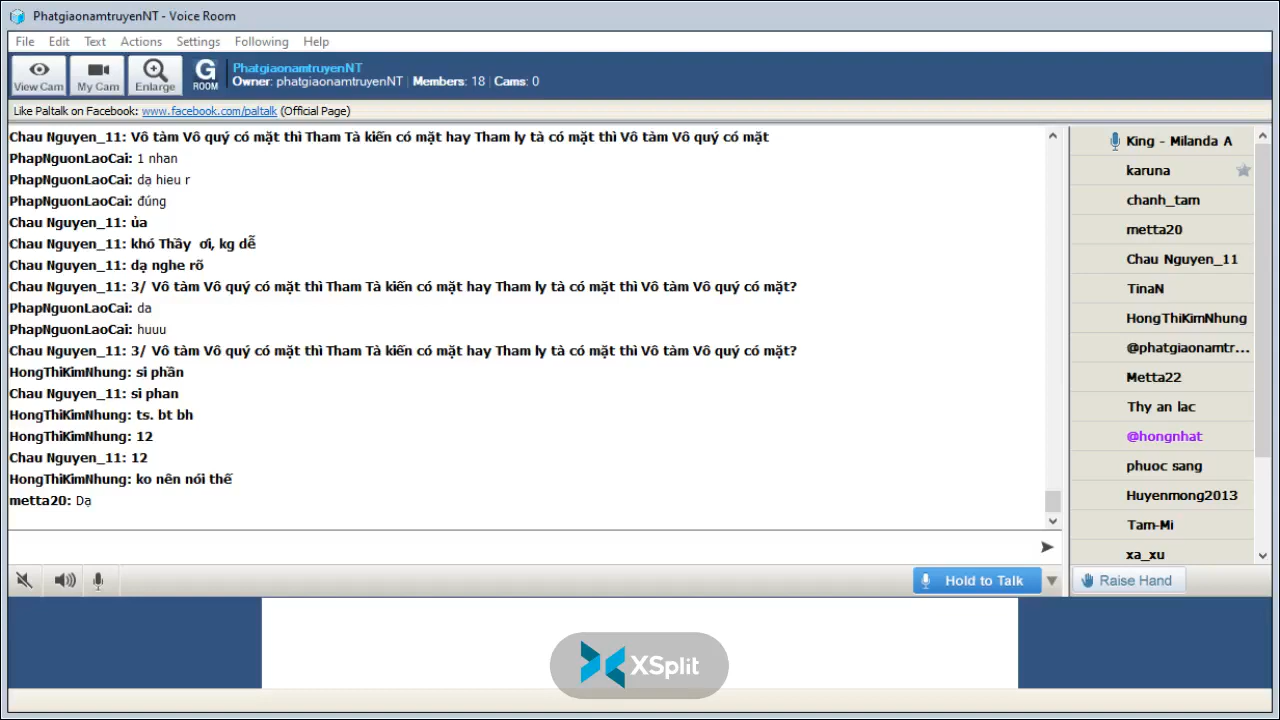 PhatgiaonamtruyenNT - Voice Room
File Edit Text Actions Settings Following Help
View Cam My Cam Enlarge G ROOM
PhatgiaonamtruyenNT
Owner: phatgiaonamtruyenNT Members: 18 Cams: 0
Like Paltalk on Facebook: www.facebook.com/paltalk (Official Page)
Chau Nguyen_11: Vô tàm Vô quý có mặt thì Tham Tà kiến có mặt hay Tham ly tà có mặt thì Vô tàm Vô quý có mặt
PhapNguonLaoCai: 1 nhan
PhapNguonLaoCai: dạ hieu r
PhapNguonLaoCai: đúng
Chau Nguyen_11: ủa
Chau Nguyen_11: khó Thầy ơi, kg dễ
Chau Nguyen_11: dạ nghe rõ
Chau Nguyen_11: 3/ Vô tàm Vô quý có mặt thì Tham Tà kiến có mặt hay Tham ly tà có mặt thì Vô tàm Vô quý có mặt?
PhapNguonLaoCai: da
PhapNguonLaoCai: huuu
Chau Nguyen_11: 3/ Vô tàm Vô quý có mặt thì Tham Tà kiến có mặt hay Tham ly tà có mặt thì Vô tàm Vô quý có mặt?
HongThiKimNhung: si phần
Chau Nguyen_11: si phan
HongThiKimNhung: ts. bt bh
HongThiKimNhung: 12
Chau Nguyen_11: 12
HongThiKimNhung: ko nên nói thế
metta20: Dạ
King - Milanda A
karuna
chanh_tam
metta20
Chau Nguyen_11
TinaN
HongThiKimNhung
@phatgiaonamtr...
Metta22
Thy an lac
@hongnhat
phuoc sang
Huyenmong2013
Tam-Mi
xa_xu
Hold to Talk
Raise Hand
XSplit